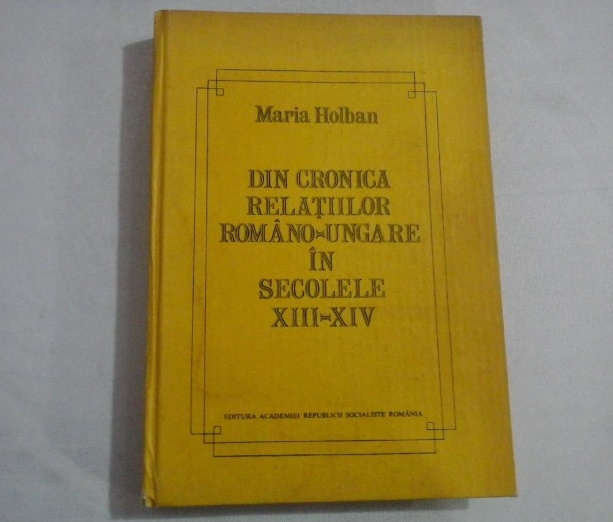 Maria Holban
DIN CRONICA
RELAȚIILOR
ROMÂNO-UNGARE
ÎN
SECOLELE
XIII-XIV
EDITURA ACADEMIEI REPUBLICII SOCIALISTE ROMÂNIA